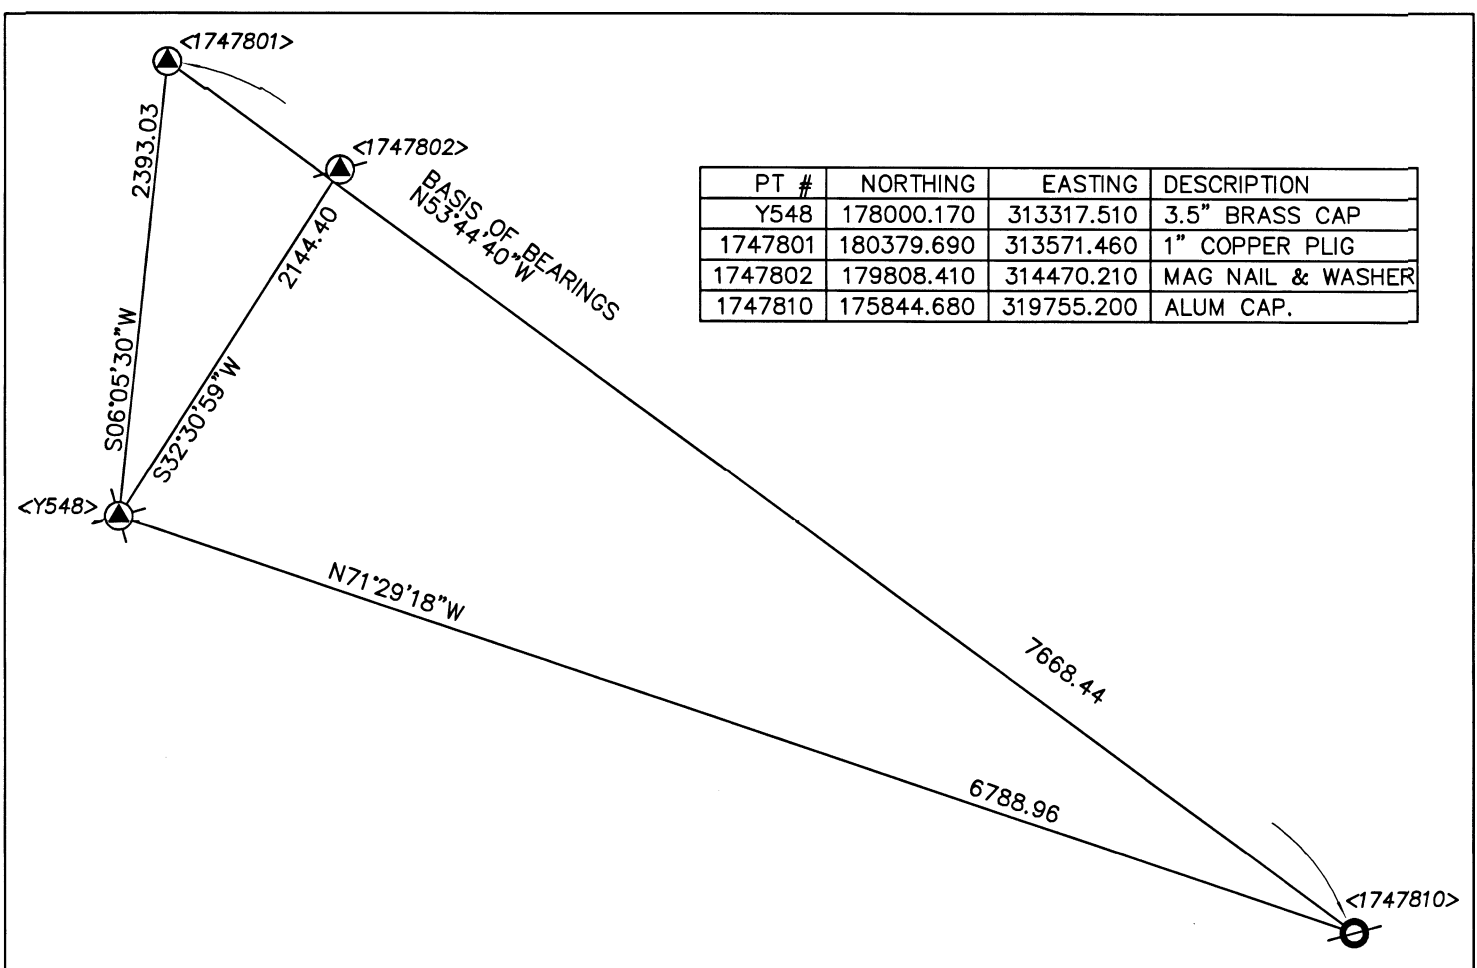 <1747801>
2393.03
<1747802>
BASIS OF BEARINGS
N53°44'40"W
2144.40
S06°05'30"W
S32°30'59"W
<Y548>
PT # NORTHING EASTING DESCRIPTION
Y548 178000.170 313317.510 3.5" BRASS CAP
1747801 180379.690 313571.460 1" COPPER PLIG
1747802 179808.410 314470.210 MAG NAIL & WASHER
1747810 175844.680 319755.200 ALUM CAP.
N71°29'18"W
7668.44
6788.96
<1747810>